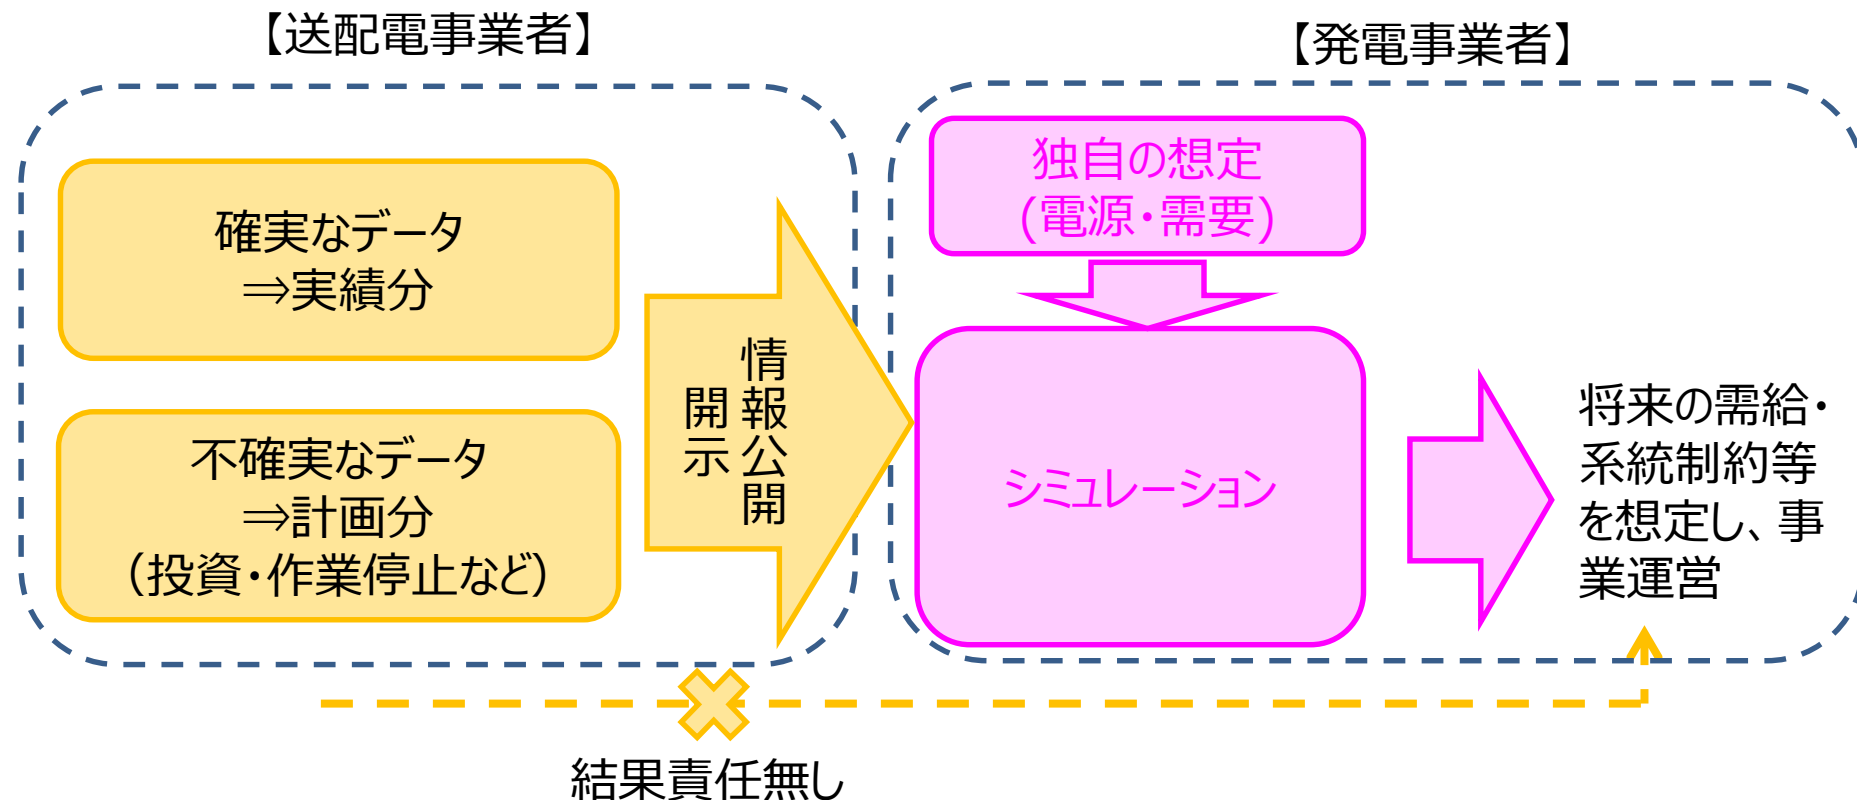 【送配電事業者】
確実なデータ
⇒実績分
不確実なデータ
⇒計画分
（投資・作業停止など）
情報公開
開示
【発電事業者】
独自の想定
(電源・需要)
シミュレーション
将来の需給・
系統制約等
を想定し、事
業運営
結果責任無し